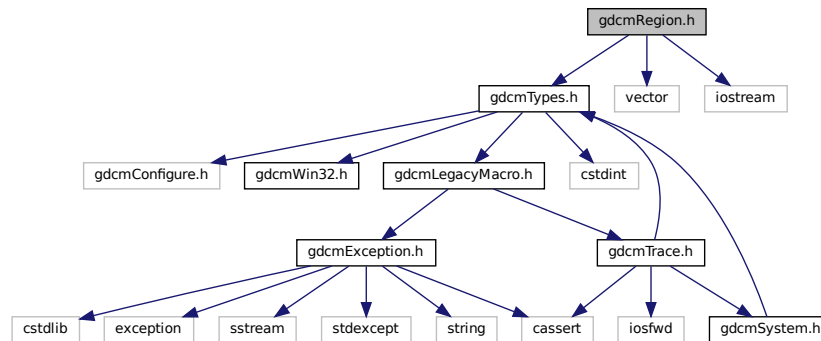 gdcmRegion.h
gdcmTypes.h
vector
iostream
gdcmConfigure.h
gdcmWin32.h
gdcmLegacyMacro.h
cstdint
gdcmException.h
gdcmTrace.h
cstdlib
exception
sstream
stdexcept
string
cassert
iosfwd
gdcmSystem.h